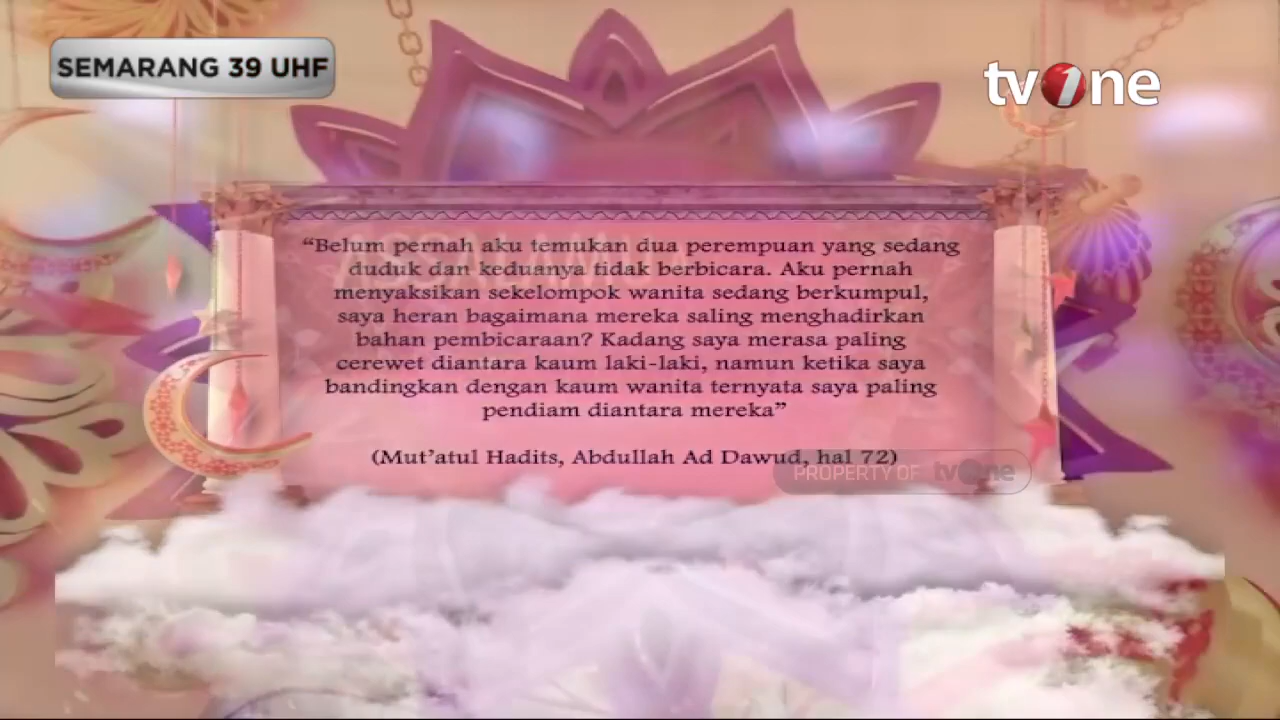 SEMARANG 39 UHF
tvOne
“Belum pernah aku temukan dua perempuan yang sedang
duduk dan keduanya tidak berbicara. Aku pernah
menyaksikan sekelompok wanita sedang berkumpul,
saya heran bagaimana mereka saling menghadirkan
bahan pembicaraan? Kadang saya merasa paling
cerewet diantara kaum laki-laki, namun ketika saya
bandingkan dengan kaum wanita ternyata saya paling
pendiam diantara mereka”
(Mut’atul Hadits, Abdullah Ad Dawud, hal 72)
PROPERTY OF tvOne